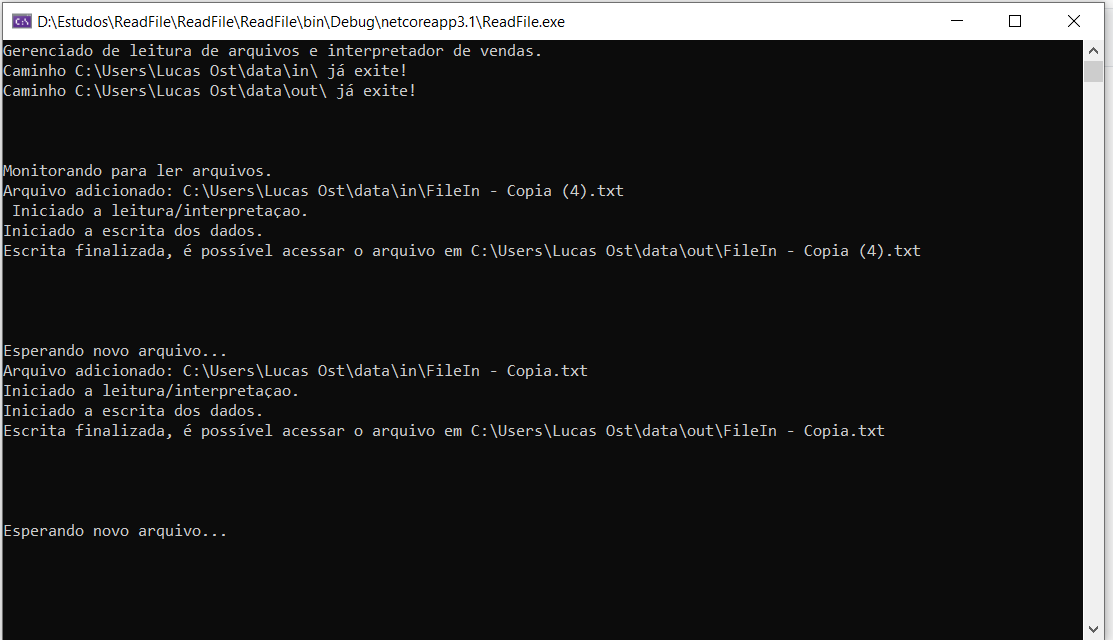 D:\Estudos\ReadFile\ReadFile\ReadFile\bin\Debug\netcoreapp3.1\ReadFile.exe
Gerenciado de leitura de arquivos e interpretador de vendas.
Caminho C:\Users\Lucas Ost\data\in\ já exite!
Caminho C:\Users\Lucas Ost\data\out\ já exite!
Monitorando para ler arquivos.
Arquivo adicionado: C:\Users\Lucas Ost\data\in\FileIn - Copia (4).txt
 Iniciado a leitura/interpretaçao.
Iniciado a escrita dos dados.
Escrita finalizada, é possível acessar o arquivo em C:\Users\Lucas Ost\data\out\FileIn - Copia (4).txt
Esperando novo arquivo...
Arquivo adicionado: C:\Users\Lucas Ost\data\in\FileIn - Copia.txt
Iniciado a leitura/interpretaçao.
Iniciado a escrita dos dados.
Escrita finalizada, é possível acessar o arquivo em C:\Users\Lucas Ost\data\out\FileIn - Copia.txt
Esperando novo arquivo...